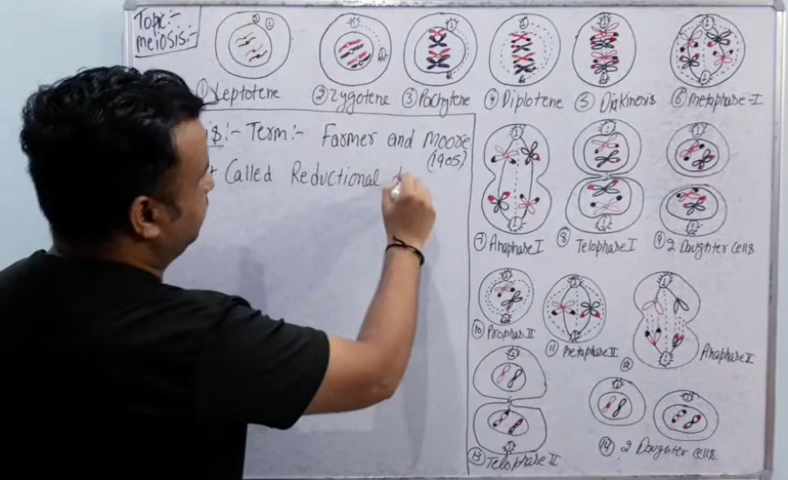 Topic:-
meiosis:-
① Leptotene
② Zygotene
③ Pachytene
④ Diplotene
⑤ Diakinesis
⑥ Metaphase-I
is:- Term:- Farmer and Moore
(1905)
Called Reductional d
⑦ Anaphase I
⑧ Telophase I
⑨ 2 Daughter cells
⑩ Prophase II
⑪ Metaphase II
⑫ Anaphase I
⑬ Telophase II
⑭ 2 Daughter cells